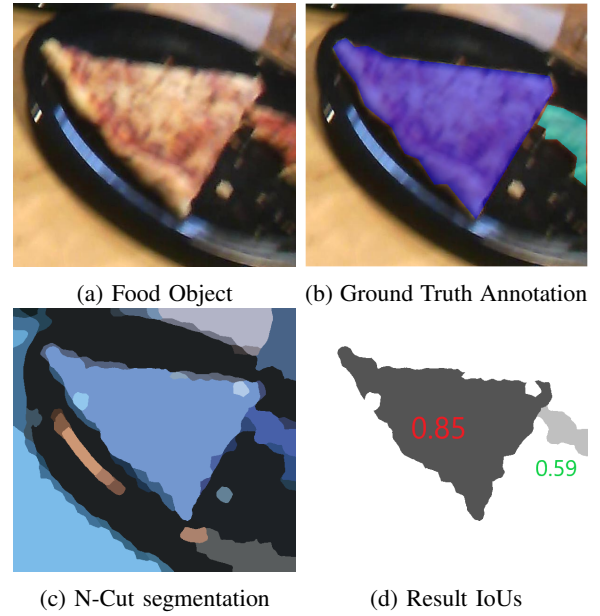 (a) Food Object
(b) Ground Truth Annotation
0.85
0.59
(c) N-Cut segmentation
(d) Result IoUs